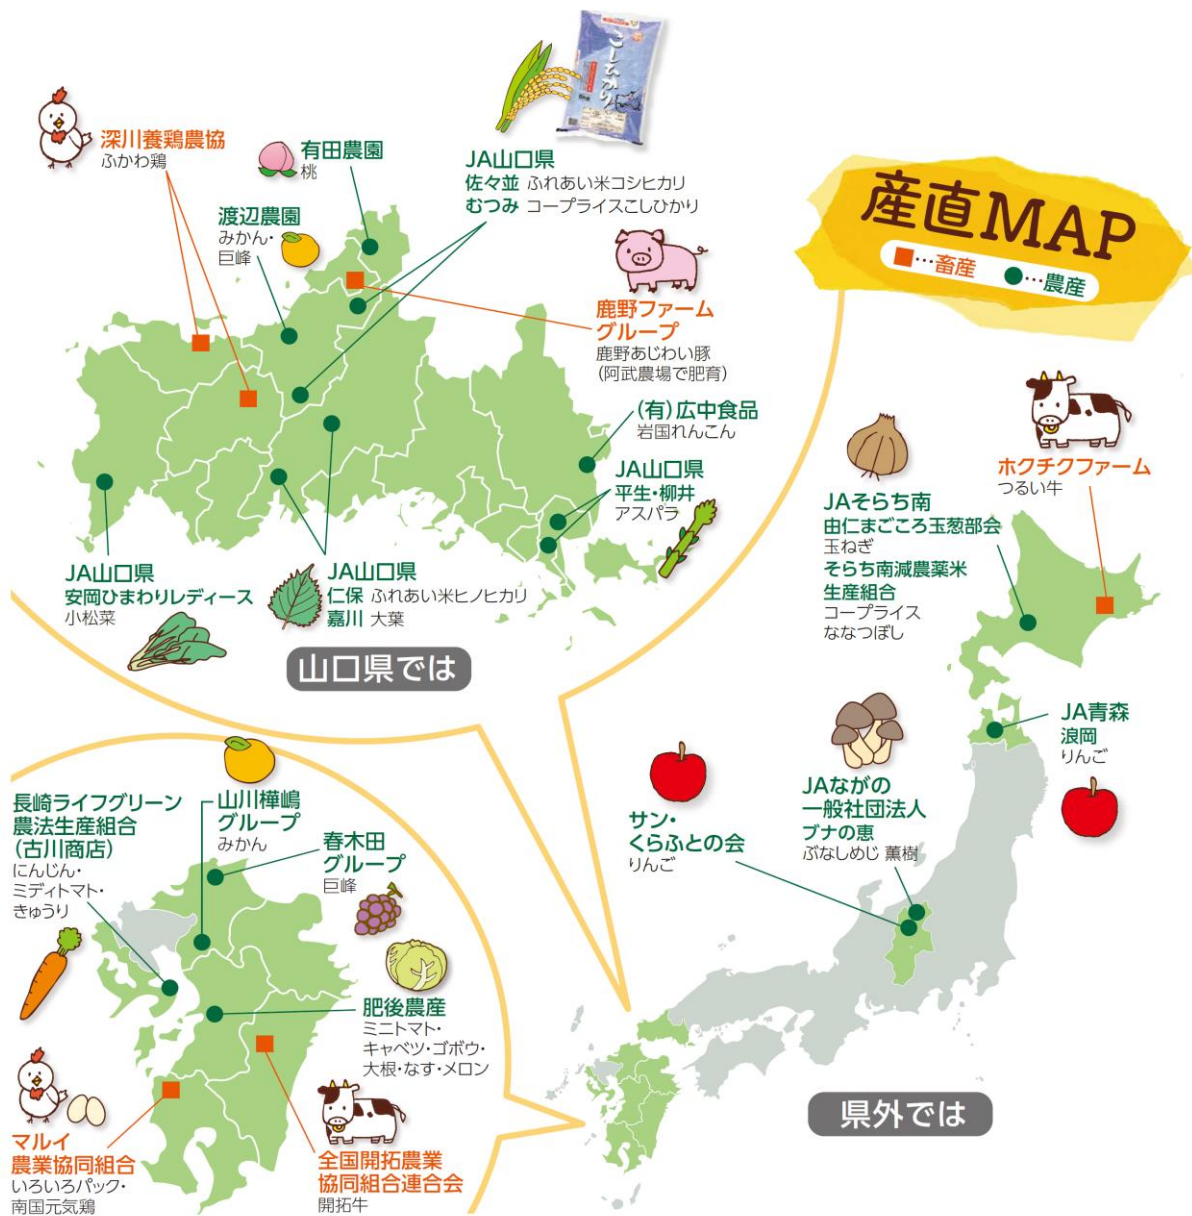 産直MAP
■…畜産 ●…農産
深川養鶏農協
ふかわ鶏
有田農園
桃
渡辺農園
みかん・
巨峰
JA山口県
佐々並 ふれあい米コシヒカリ
むつみ コープライスこしひかり
こしひかり
鹿野ファーム
グループ
鹿野あじわい豚
(阿武農場で肥育)
(有)広中食品
岩国れんこん
JA山口県
平生・柳井
アスパラ
JA山口県
安岡ひまわりレディース
小松菜
JA山口県
仁保 ふれあい米ヒノヒカリ
嘉川 大葉
山口県では
ホクチクファーム
つるい牛
JAそらち南
由仁まごころ玉葱部会
玉ねぎ
そらち南減農薬米
生産組合
コープライス
ななつぼし
JA青森
浪岡
りんご
JAながの
一般社団法人
ブナの恵
ぶなしめじ 薫樹
サン・
くらふとの会
りんご
県外では
長崎ライフグリーン
農法生産組合
(古川商店)
にんじん・
ミディトマト・
きゅうり
山川樺嶋
グループ
みかん
春木田
グループ
巨峰
肥後農産
ミニトマト・
キャベツ・ゴボウ・
大根・なす・メロン
マルイ
農業協同組合
いろいろパック・
南国元気鶏
全国開拓農業
協同組合連合会
開拓牛